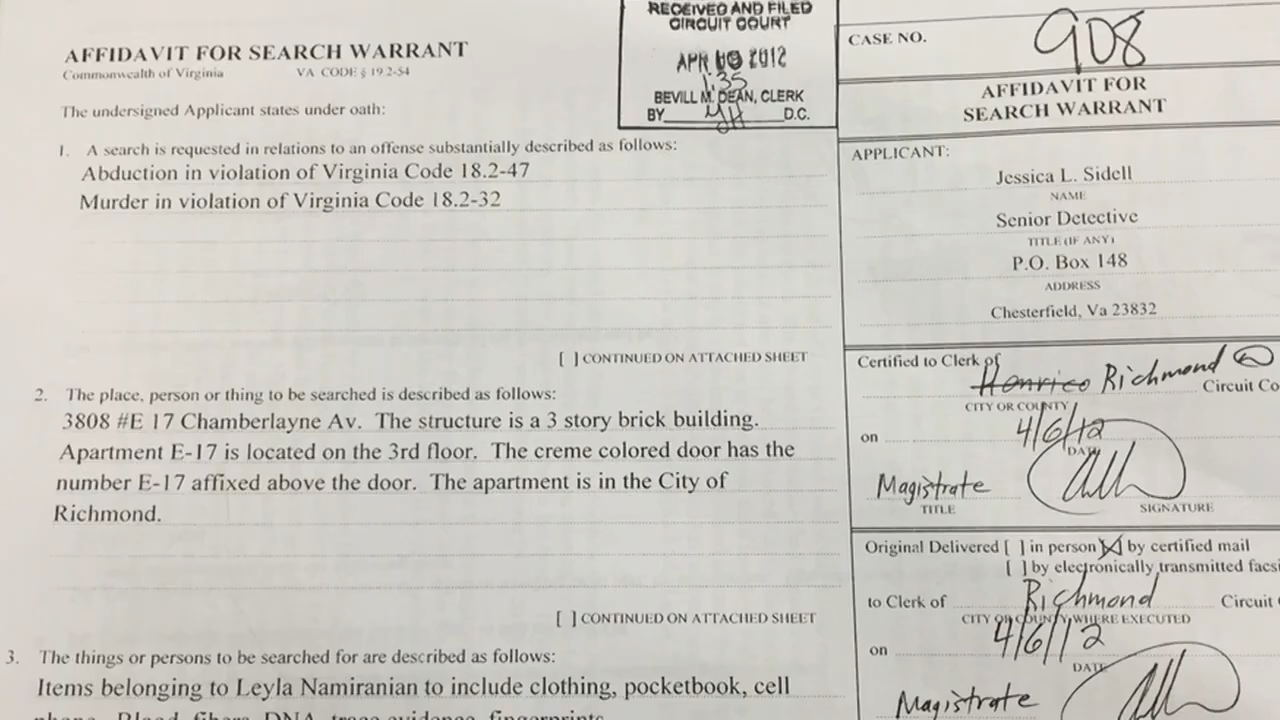 AFFIDAVIT FOR SEARCH WARRANT
Commonwealth of Virginia VA CODE § 19.2-54
The undersigned Applicant states under oath:
RECEIVED AND FILED
CIRCUIT COURT
APR 2012
1:35
BEVILL M. DEAN, CLERK
BY D.C.
1. A search is requested in relations to an offense substantially described as follows:
Abduction in violation of Virginia Code 18.2-47
Murder in violation of Virginia Code 18.2-32
[ ] CONTINUED ON ATTACHED SHEET
2. The place, person or thing to be searched is described as follows:
3808 #E 17 Chamberlayne Av. The structure is a 3 story brick building.
Apartment E-17 is located on the 3rd floor. The creme colored door has the
number E-17 affixed above the door. The apartment is in the City of
Richmond.
[ ] CONTINUED ON ATTACHED SHEET
3. The things or persons to be searched for are described as follows:
Items belonging to Leyla Namiranian to include clothing, pocketbook, cell
phone. Blood, fibers, DNA, trace evidence, fingerprints
CASE NO. 908
AFFIDAVIT FOR
SEARCH WARRANT
APPLICANT:
Jessica L. Sidell
NAME
Senior Detective
TITLE (IF ANY)
P.O. Box 148
ADDRESS
Chesterfield, Va 23832
Certified to Clerk of
Henrico Richmond Circuit Co
CITY OR COUNTY
on 4/6/12
DATE
Magistrate
TITLE SIGNATURE
Original Delivered [ ] in person [X] by certified mail
[ ] by electronically transmitted facsi
to Clerk of Richmond Circuit
CITY OR COUNTY WHERE EXECUTED
on 4/6/12
DATE
Magistrate